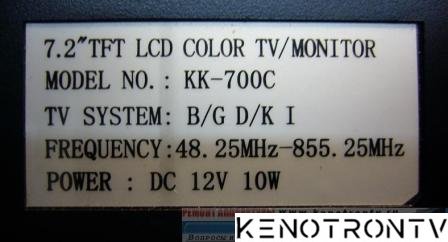 7.2"TFT LCD COLOR TV/MONITOR
MODEL NO.: KK-700C
TV SYSTEM: B/G D/K I
FREQUENCY:48.25MHz-855.25MHz
POWER : DC 12V 10W
KENOTRONTV